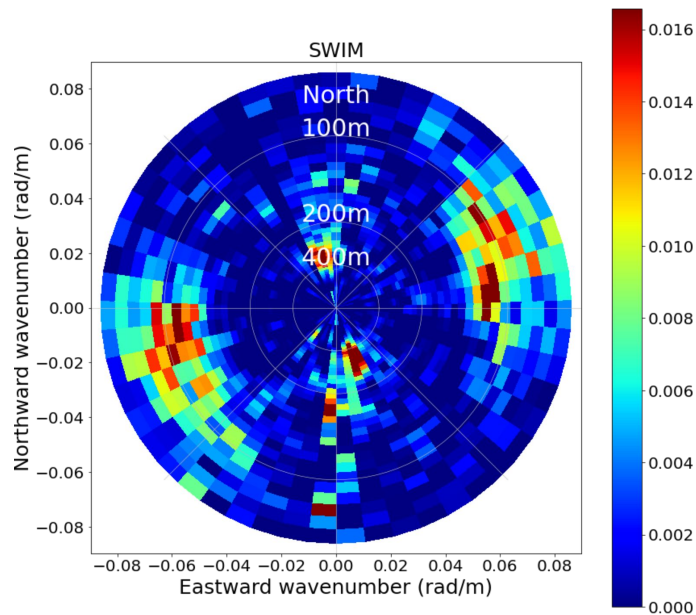 SWIM
North
100m
200m
400m
0.08
0.06
0.04
0.02
0.00
−0.02
−0.04
−0.06
−0.08
Northward wavenumber (rad/m)
−0.08 −0.06 −0.04 −0.02 0.00 0.02 0.04 0.06 0.08
Eastward wavenumber (rad/m)
0.016
0.014
0.012
0.010
0.008
0.006
0.004
0.002
0.000